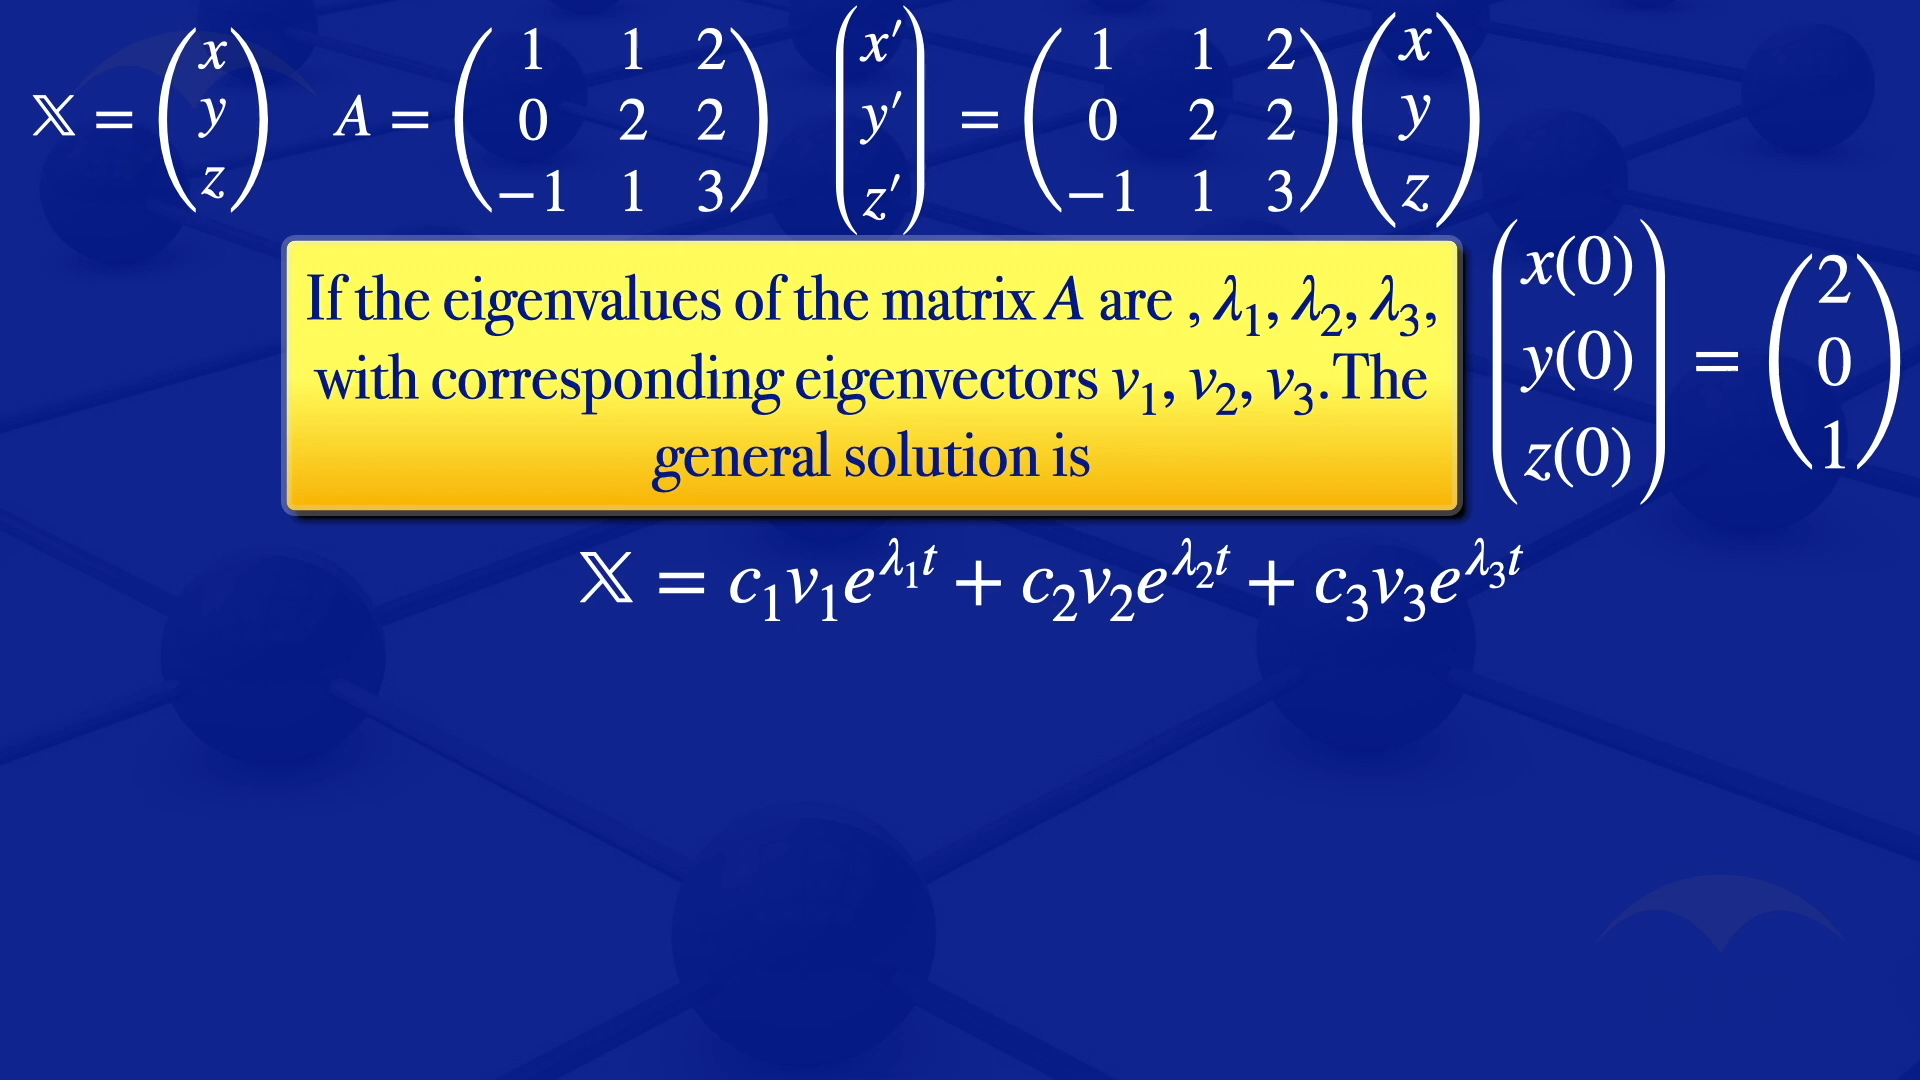 𝕏 = (x y z) A = (1 1 2 0 2 2 −1 1 3) (x′ y′ z′) = (1 1 2 0 2 2 −1 1 3) (x y z)
If the eigenvalues of the matrix A are , λ₁, λ₂, λ₃,
with corresponding eigenvectors v₁, v₂, v₃. The
general solution is
(x(0) y(0) z(0)) = (2 0 1)
𝕏 = c₁v₁e^{λ₁t} + c₂v₂e^{λ₂t} + c₃v₃e^{λ₃t}